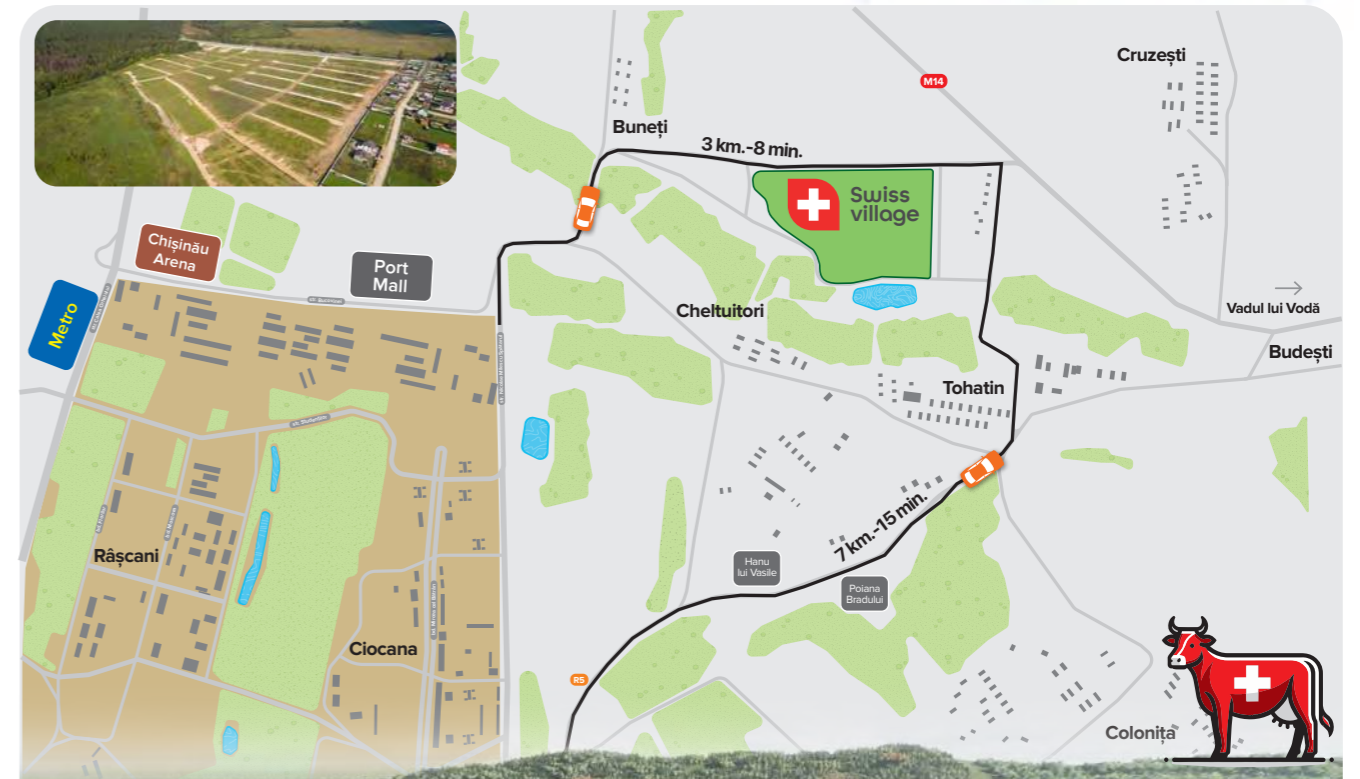 Cruzești
M14
Buneți
3 km.-8 min.
Swiss
village
Chișinău
Arena
Port
Mall
Metro
Cheltuitori
Vadul lui Vodă
Budești
Tohatin
7 km.-15 min.
Râșcani
Hanu
lui Vasile
Poiana
Bradului
Ciocana
R5
Colonița